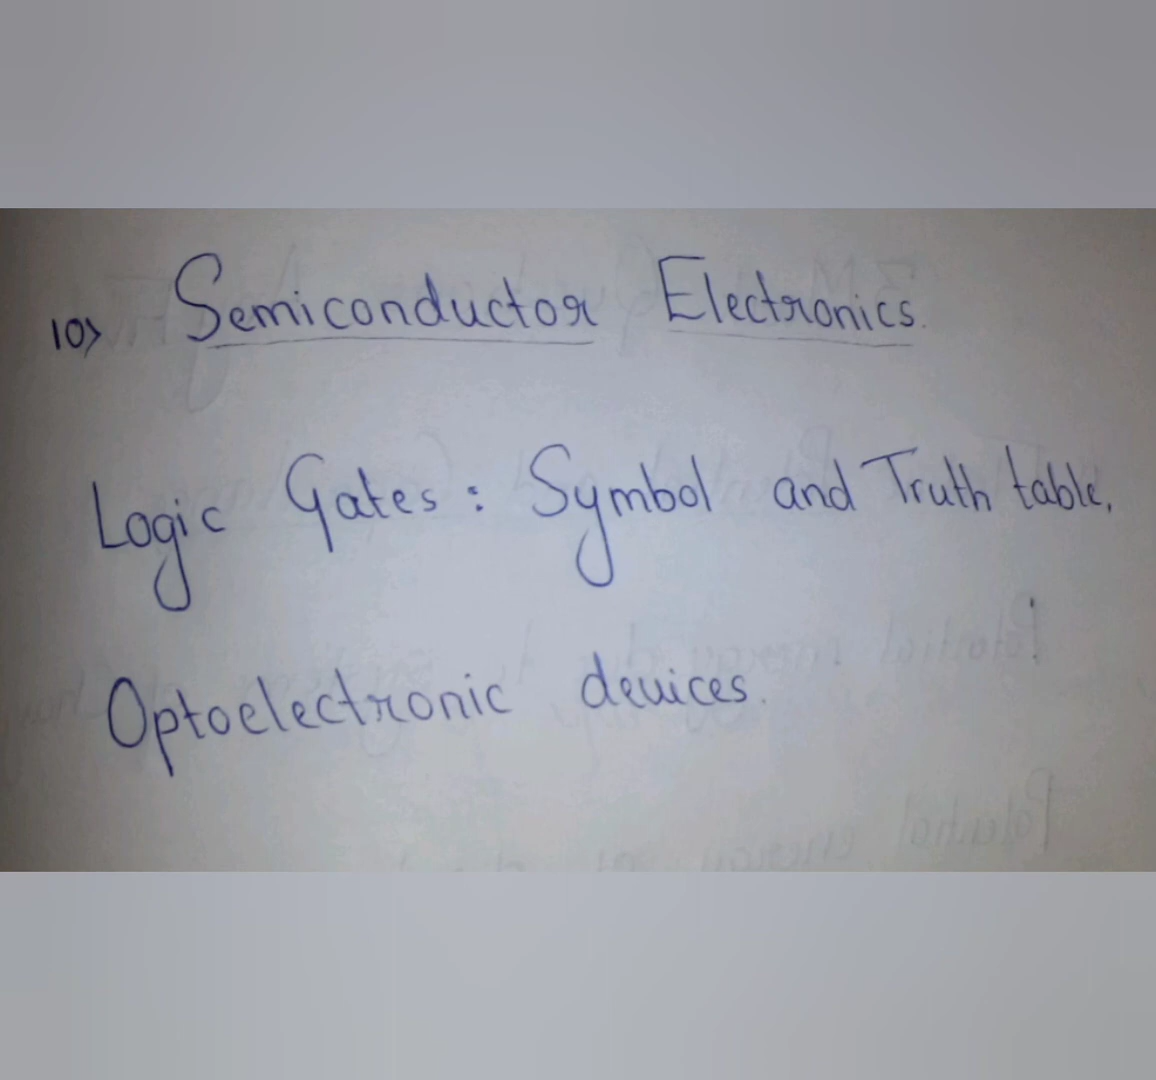 10> Semiconductor Electronics.
Logic Gates : Symbol and Truth table,
Optoelectronic devices.